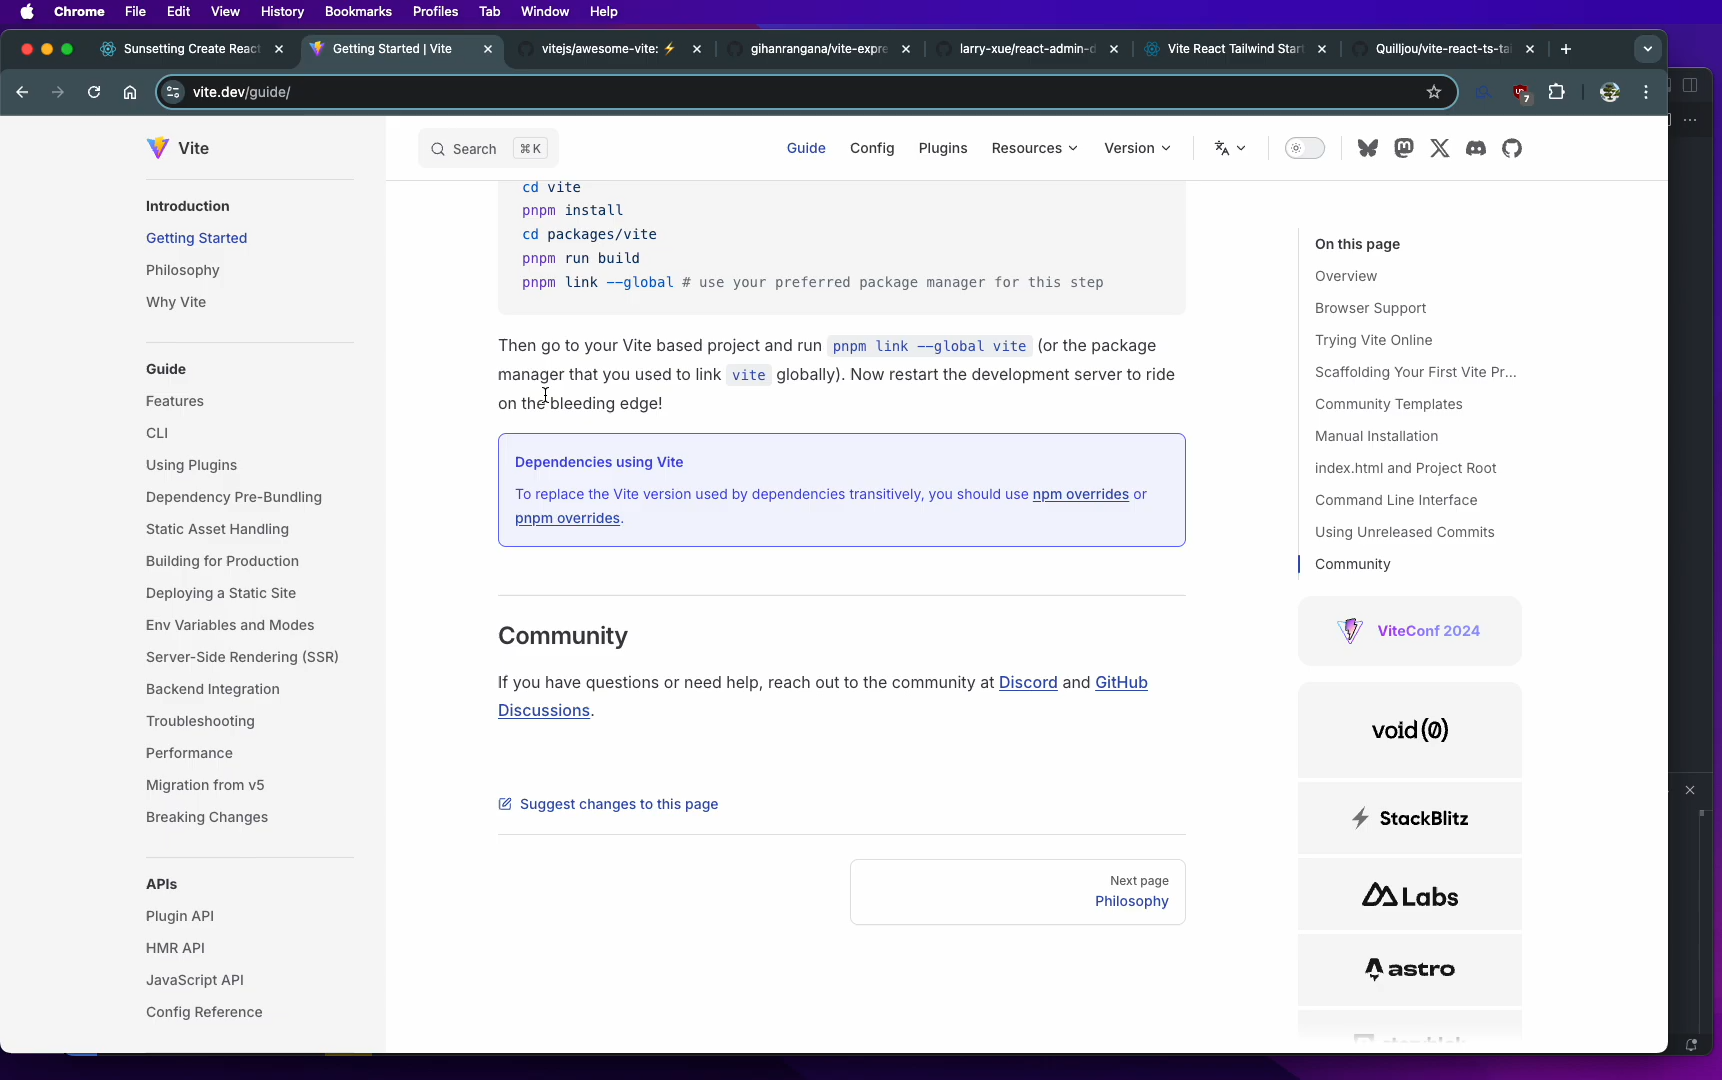 Chrome File Edit View History Bookmarks Profiles Tab Window Help
Sunsetting Create React
Getting Started | Vite
vitejs/awesome-vite: ⚡
gihanrangana/vite-expre
larry-xue/react-admin-d
Vite React Tailwind Star
Quilljou/vite-react-ts-tai
vite.dev/guide/
7
Vite
Search ⌘K
Guide Config Plugins Resources Version
Introduction
Getting Started
Philosophy
Why Vite
Guide
Features
CLI
Using Plugins
Dependency Pre-Bundling
Static Asset Handling
Building for Production
Deploying a Static Site
Env Variables and Modes
Server-Side Rendering (SSR)
Backend Integration
Troubleshooting
Performance
Migration from v5
Breaking Changes
APIs
Plugin API
HMR API
JavaScript API
Config Reference
cd vite
pnpm install
cd packages/vite
pnpm run build
pnpm link --global # use your preferred package manager for this step
Then go to your Vite based project and run pnpm link --global vite (or the package
manager that you used to link vite globally). Now restart the development server to ride
on the bleeding edge!
Dependencies using Vite
To replace the Vite version used by dependencies transitively, you should use npm overrides or
pnpm overrides.
Community
If you have questions or need help, reach out to the community at Discord and GitHub
Discussions.
Suggest changes to this page
Next page
Philosophy
On this page
Overview
Browser Support
Trying Vite Online
Scaffolding Your First Vite Pr...
Community Templates
Manual Installation
index.html and Project Root
Command Line Interface
Using Unreleased Commits
Community
ViteConf 2024
void(0)
StackBlitz
Labs
astro